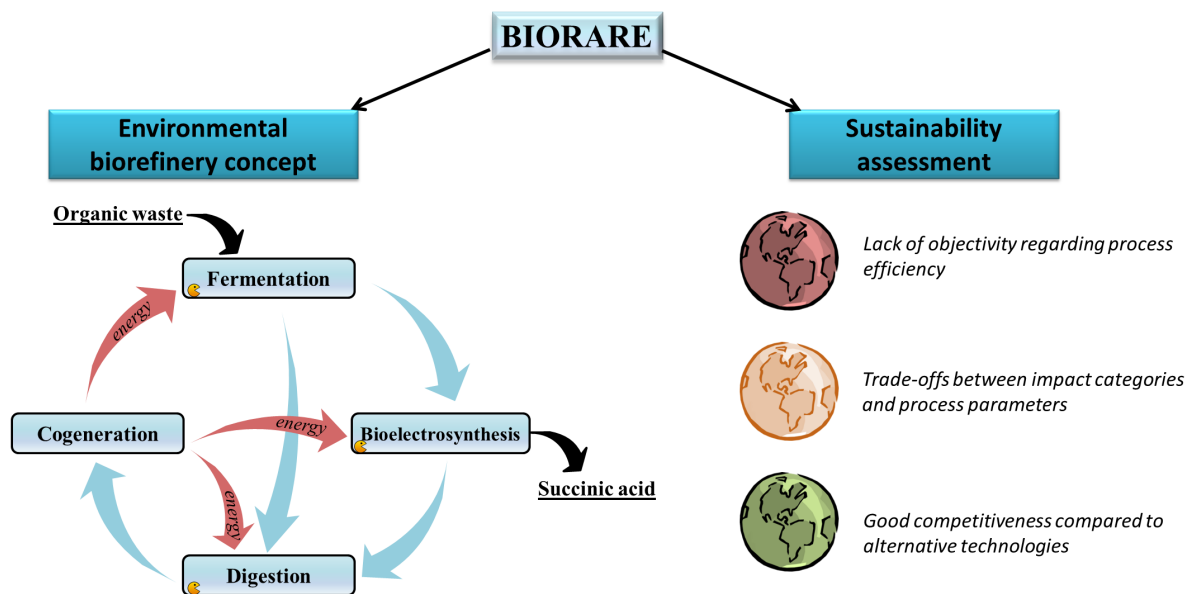 BIORARE
Environmental
biorefinery concept
Sustainability
assessment
Organic waste
Fermentation
energy
Cogeneration
energy
Bioelectrosynthesis
energy
Succinic acid
Digestion
Lack of objectivity regarding process
efficiency
Trade-offs between impact categories
and process parameters
Good competitiveness compared to
alternative technologies